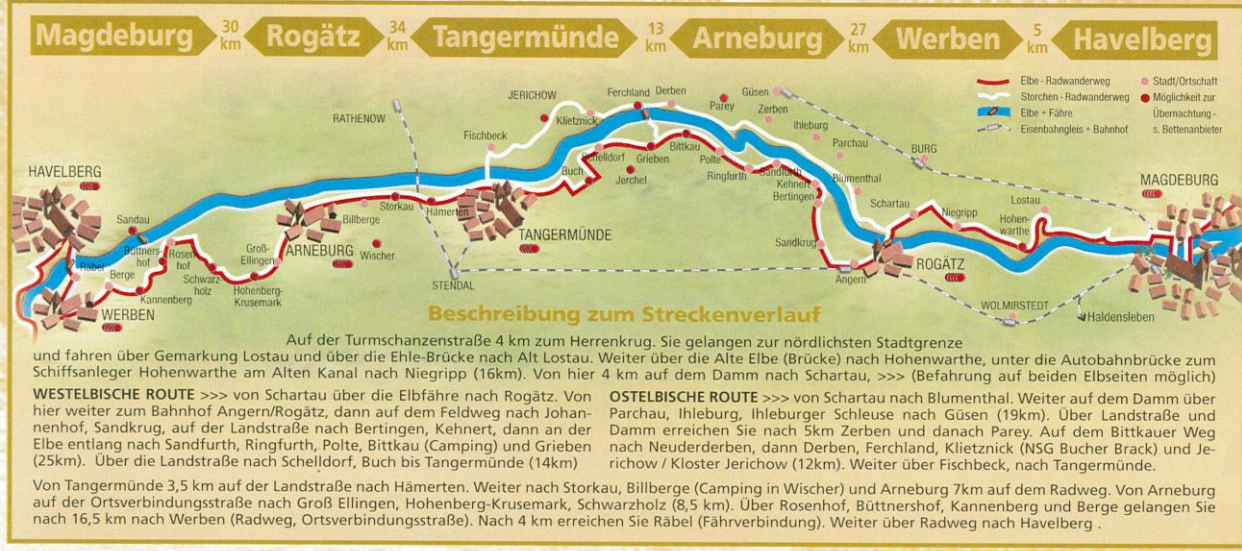 Magdeburg 30 km Rogätz 34 km Tangermünde 13 km Arneburg 27 km Werben 5 km Havelberg
Elbe - Radwanderweg
Storchen - Radwanderweg
Elbe + Fähre
Eisenbahngleis + Bahnhof
Stadt/Ortschaft
Möglichkeit zur
Übernachtung -
s. Bettenanbieter
RATHENOW
JERICHOW
Ferchland
Derben
Parey
Güsen
Zerben
Ihleburg
Parchau
BURG
Klietznick
Fischbeck
HAVELBERG
Sandau
Schelldorf
Grieben
Bittkau
Polte
Ringfurth
Sandfurth
Kehnert
Bertingen
Blumenthal
Schartau
Niegripp
Lostau
Hohen-
warthe
MAGDEBURG
Buch
Jerchel
Hämerten
Storkau
Billberge
TANGERMÜNDE
ARNEBURG
Wischer
Groß-
Ellingen
Büttners-
hof
Rosen
hof
Räbel
Berge
Schwarz-
holz
Kannenberg
Hohenberg-
Krusemark
WERBEN
STENDAL
Sandkrug
Angern
ROGÄTZ
WOLMIRSTEDT
Haldensleben
Beschreibung zum Streckenverlauf
Auf der Turmschanzenstraße 4 km zum Herrenkrug. Sie gelangen zur nördlichsten Stadtgrenze
und fahren über Gemarkung Lostau und über die Ehle-Brücke nach Alt Lostau. Weiter über die Alte Elbe (Brücke) nach Hohenwarthe, unter die Autobahnbrücke zum
Schiffsanleger Hohenwarthe am Alten Kanal nach Niegripp (16km). Von hier 4 km auf dem Damm nach Schartau, >>> (Befahrung auf beiden Elbseiten möglich)
WESTELBISCHE ROUTE >>> von Schartau über die Elbfähre nach Rogätz. Von
hier weiter zum Bahnhof Angern/Rogätz, dann auf dem Feldweg nach Johan-
nenhof, Sandkrug, auf der Landstraße nach Bertingen, Kehnert, dann an der
Elbe entlang nach Sandfurth, Ringfurth, Polte, Bittkau (Camping) und Grieben
(25km). Über die Landstraße nach Schelldorf, Buch bis Tangermünde (14km)
OSTELBISCHE ROUTE >>> von Schartau nach Blumenthal. Weiter auf dem Damm über
Parchau, Ihleburg, Ihleburger Schleuse nach Güsen (19km). Über Landstraße und
Damm erreichen Sie nach 5km Zerben und danach Parey. Auf dem Bittkauer Weg
nach Neuderderben, dann Derben, Ferchland, Klietznick (NSG Bucher Brack) und Je-
richow / Kloster Jerichow (12km). Weiter über Fischbeck, nach Tangermünde.
Von Tangermünde 3,5 km auf der Landstraße nach Hämerten. Weiter nach Storkau, Billberge (Camping in Wischer) und Arneburg 7km auf dem Radweg. Von Arneburg
auf der Ortsverbindungsstraße nach Groß Ellingen, Hohenberg-Krusemark, Schwarzholz (8,5 km). Über Rosenhof, Büttnershof, Kannenberg und Berge gelangen Sie
nach 16,5 km nach Werben (Radweg, Ortsverbindungsstraße). Nach 4 km erreichen Sie Räbel (Fährverbindung). Weiter über Radweg nach Havelberg .